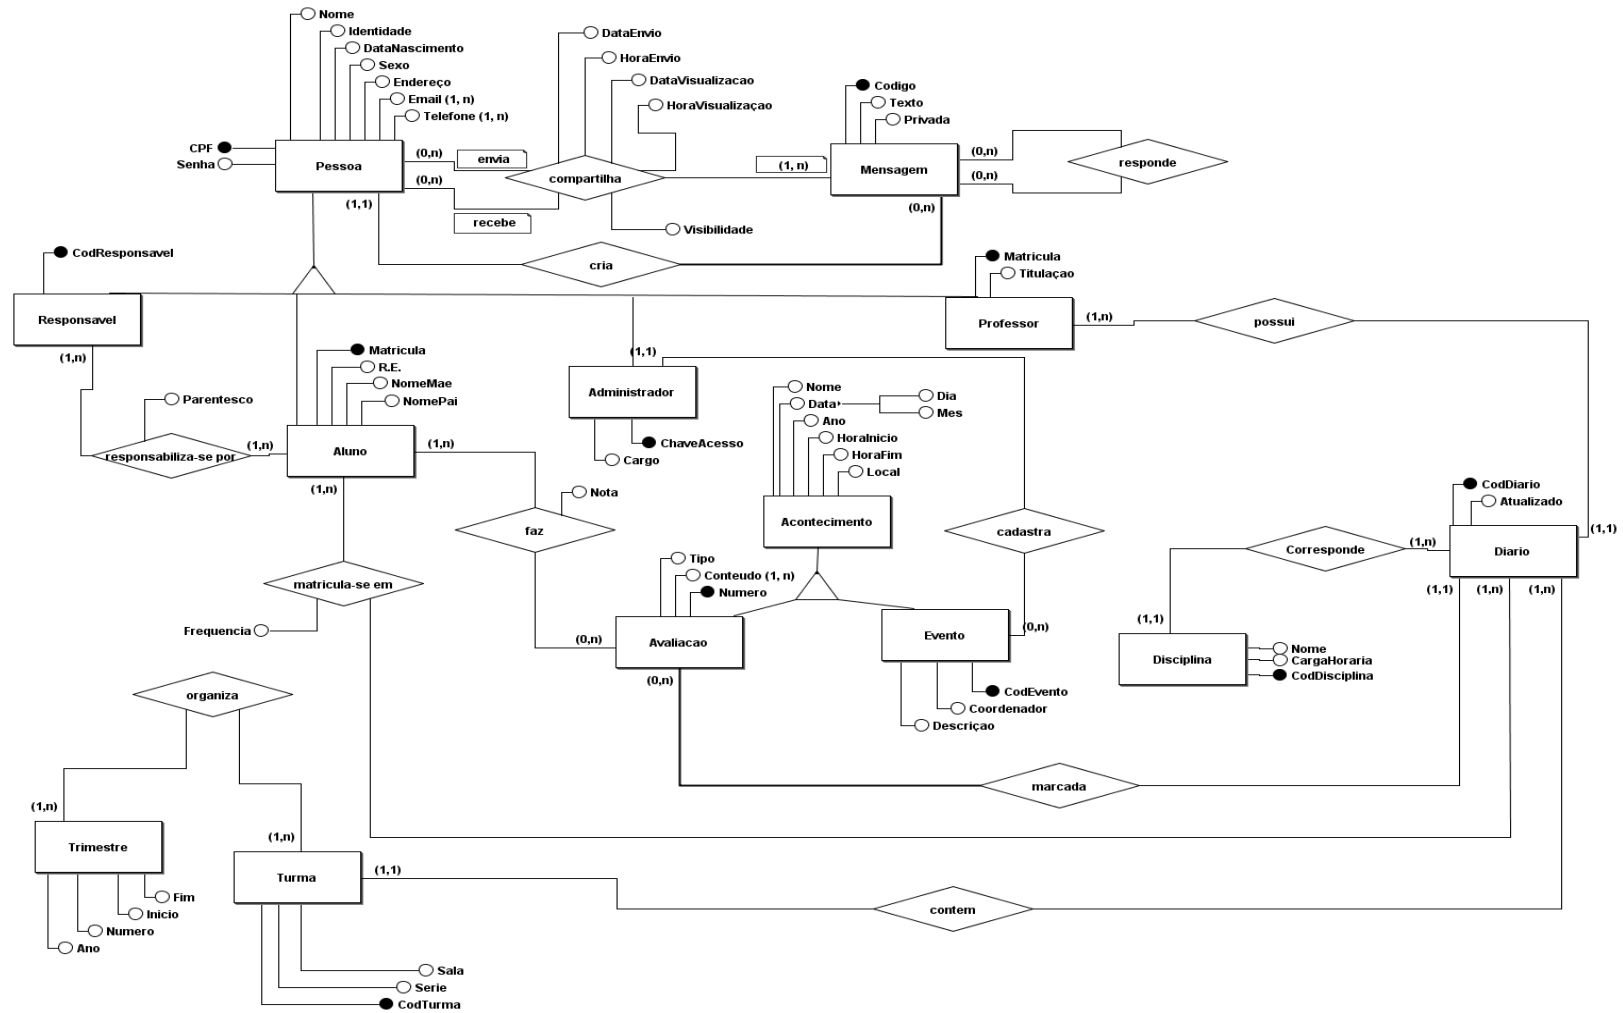 Nome
Identidade
DataNascimento
Sexo
Endereço
Email (1, n)
Telefone (1, n)
CPF
Senha
Pessoa
(0,n)
envia
(0,n)
recebe
(1,1)
DataEnvio
HoraEnvio
DataVisualizacao
HoraVisualizaçao
compartilha
Visibilidade
(1, n)
Codigo
Texto
Privada
Mensagem
(0,n)
(0,n)
responde
(0,n)
cria
CodResponsavel
Responsavel
(1,n)
Matricula
Titulaçao
Professor
(1,n)
possui
Parentesco
responsabiliza-se por
(1,n)
Matricula
R.E.
NomeMae
NomePai
Aluno
(1,n)
(1,n)
(1,1)
Administrador
ChaveAcesso
Cargo
Nome
Data
Dia
Mes
Ano
HoraInicio
HoraFim
Local
Acontecimento
cadastra
Nota
faz
CodDiario
Atualizado
Diario
(1,1)
Corresponde
(1,n)
(1,1)
(1,n)
(1,n)
matricula-se em
Frequencia
Tipo
Conteudo (1, n)
Numero
(0,n)
Avaliacao
(0,n)
Evento
(0,n)
CodEvento
Coordenador
Descriçao
(1,1)
Disciplina
Nome
CargaHoraria
CodDisciplina
organiza
marcada
(1,n)
Trimestre
Fim
Inicio
Numero
Ano
(1,n)
Turma
(1,1)
contem
Sala
Serie
CodTurma